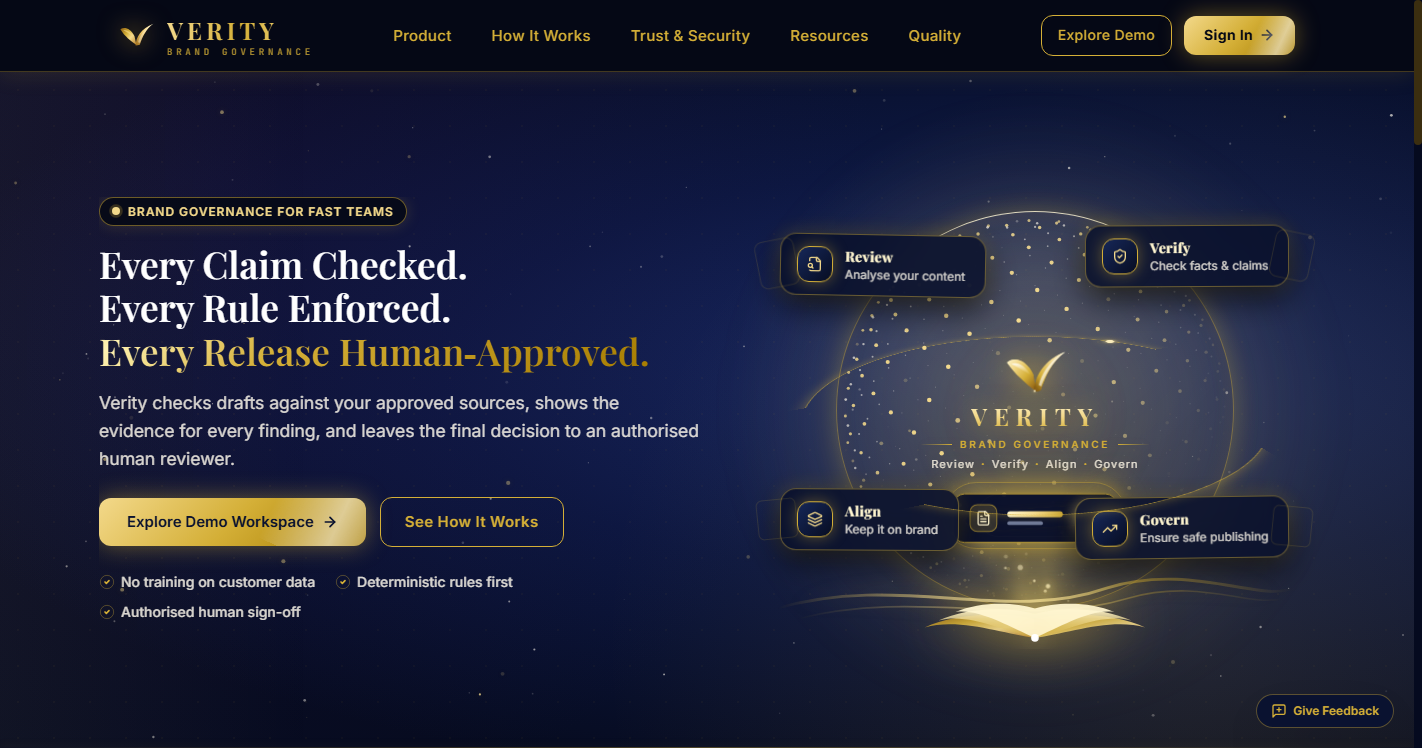 VERITY
BRAND GOVERNANCE
Product
How It Works
Trust & Security
Resources
Quality
Explore Demo
Sign In
BRAND GOVERNANCE FOR FAST TEAMS
Every Claim Checked.
Every Rule Enforced.
Every Release Human-Approved.
Verity checks drafts against your approved sources, shows the
evidence for every finding, and leaves the final decision to an authorised
human reviewer.
Explore Demo Workspace
See How It Works
No training on customer data
Deterministic rules first
Authorised human sign-off
Review
Analyse your content
Verify
Check facts & claims
VERITY
BRAND GOVERNANCE
Review · Verify · Align · Govern
Align
Keep it on brand
Govern
Ensure safe publishing
Give Feedback